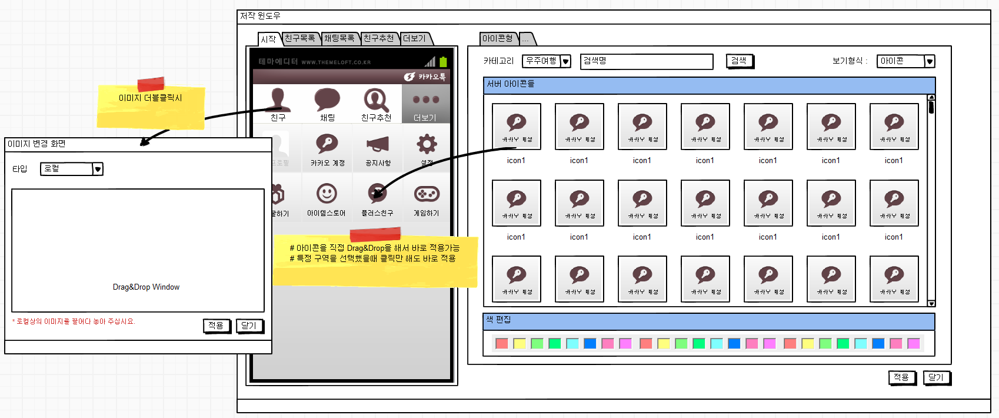 저작 윈도우
시작
친구목록
채팅목록
친구추천
더보기
아이콘형
...
테마에디터 WWW.THEMELOFT.CO.KR
카카오톡
친구
채팅
친구추천
더보기
프로필
카카오 계정
공지사항
설정
물하기
아이템스토어
플러스친구
게임하기
이미지 더블클릭시
이미지 변경 화면
타입
로컬
Drag&Drop Window
* 로컬상의 이미지를 끌어다 놓아 주십시요.
적용
닫기
# 아이콘을 직접 Drag&Drop을 해서 바로 적용가능
# 특정 구역을 선택했을때 클릭만 해도 바로 적용
카테고리
우주여행
검색명
검색
보기형식 :
아이콘
서버 아이콘들
카카오 계정 카카오 계정 카카오 계정 카카오 계정 카카오 계정 카카오 계정 카카오 계정
icon1 icon1 icon1 icon1 icon1 icon1 icon1
카카오 계정 카카오 계정 카카오 계정 카카오 계정 카카오 계정 카카오 계정 카카오 계정
icon1 icon1 icon1 icon1 icon1 icon1 icon1
카카오 계정 카카오 계정 카카오 계정 카카오 계정 카카오 계정 카카오 계정 카카오 계정
색 편집
적용
닫기